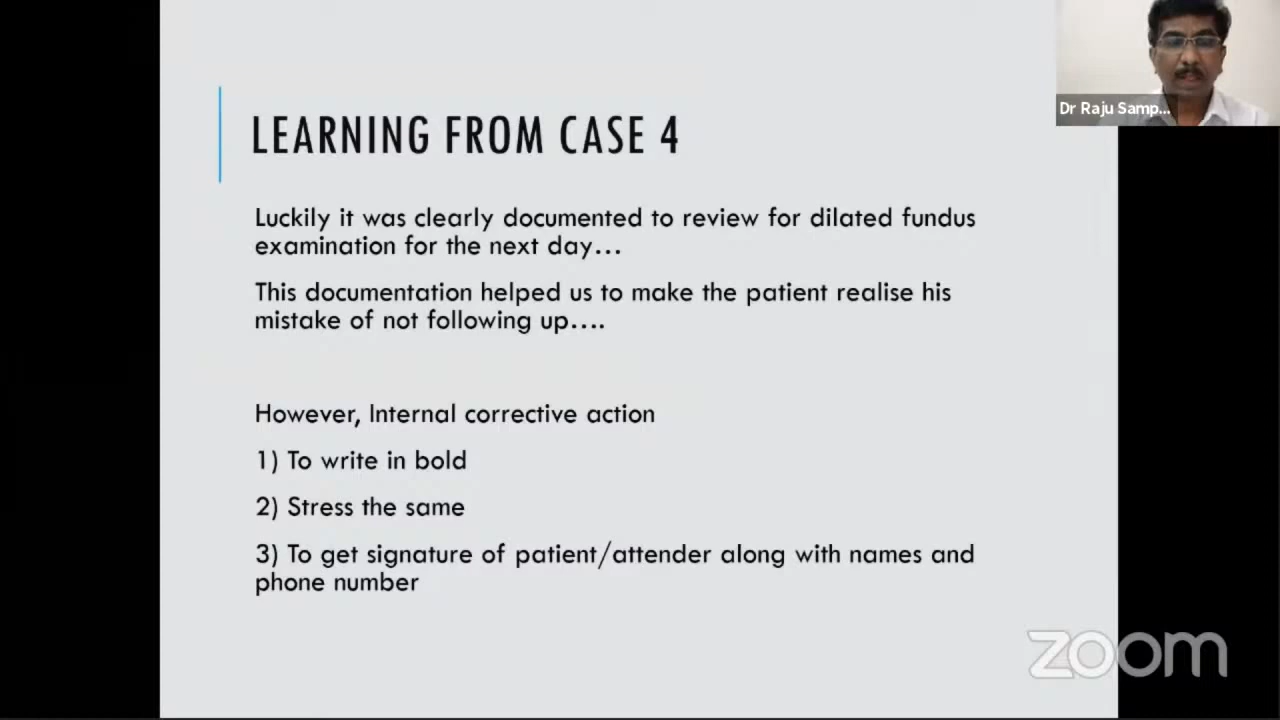 Dr Raju Samp...
LEARNING FROM CASE 4
Luckily it was clearly documented to review for dilated fundus
examination for the next day...
This documentation helped us to make the patient realise his
mistake of not following up....
However, Internal corrective action
1) To write in bold
2) Stress the same
3) To get signature of patient/attender along with names and
phone number
zoom